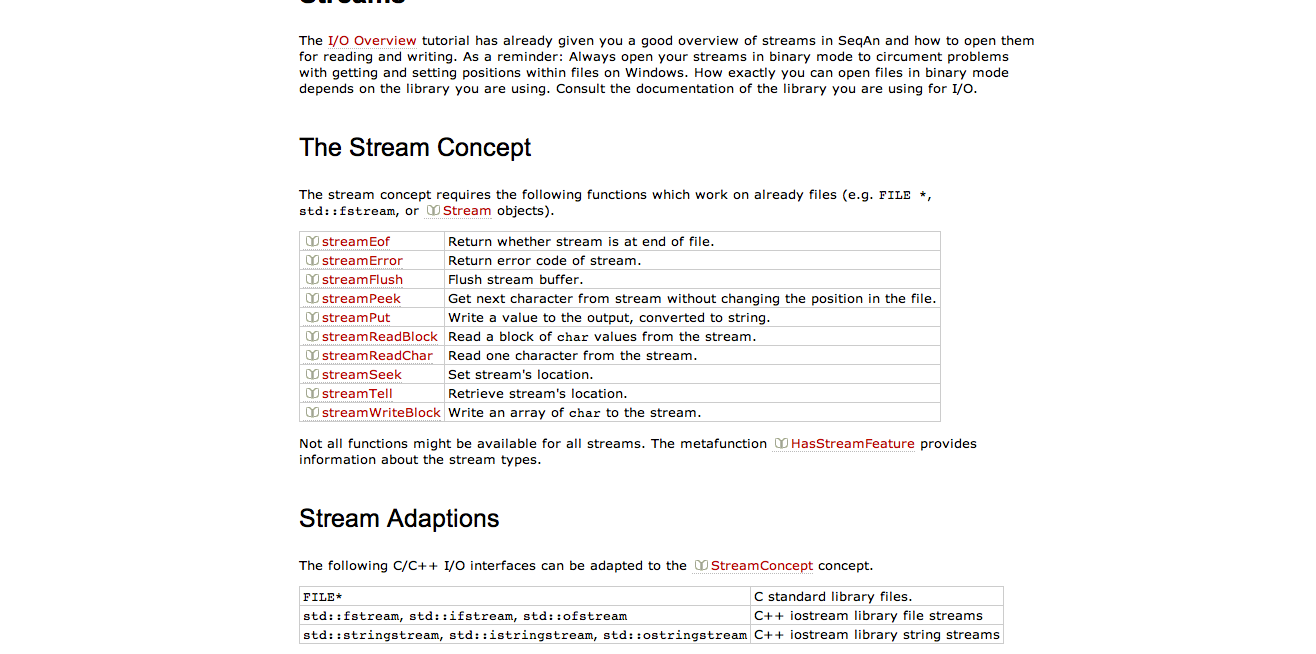 Streams
The I/O Overview tutorial has already given you a good overview of streams in SeqAn and how to open them
for reading and writing. As a reminder: Always open your streams in binary mode to circument problems
with getting and setting positions within files on Windows. How exactly you can open files in binary mode
depends on the library you are using. Consult the documentation of the library you are using for I/O.
The Stream Concept
The stream concept requires the following functions which work on already files (e.g. FILE *,
std::fstream, or Stream objects).
streamEof Return whether stream is at end of file.
streamError Return error code of stream.
streamFlush Flush stream buffer.
streamPeek Get next character from stream without changing the position in the file.
streamPut Write a value to the output, converted to string.
streamReadBlock Read a block of char values from the stream.
streamReadChar Read one character from the stream.
streamSeek Set stream's location.
streamTell Retrieve stream's location.
streamWriteBlock Write an array of char to the stream.
Not all functions might be available for all streams. The metafunction HasStreamFeature provides
information about the stream types.
Stream Adaptions
The following C/C++ I/O interfaces can be adapted to the StreamConcept concept.
FILE* C standard library files.
std::fstream, std::ifstream, std::ofstream C++ iostream library file streams
std::stringstream, std::istringstream, std::ostringstream C++ iostream library string streams